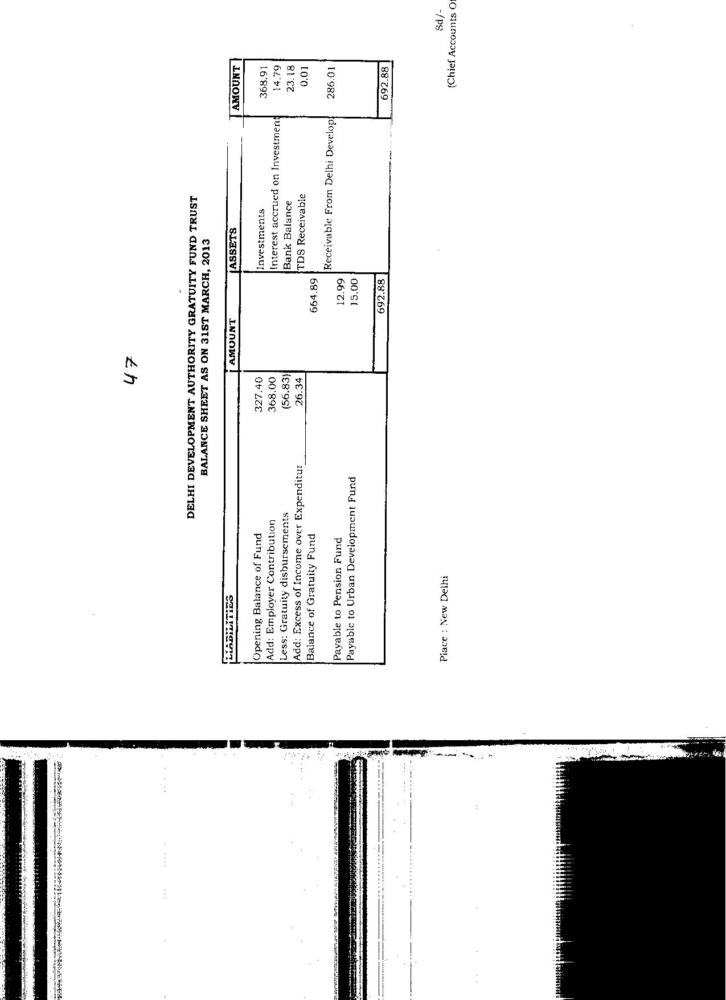 47
DELHI DEVELOPMENT AUTHORITY GRATUITY FUND TRUST
BALANCE SHEET AS ON 31ST MARCH, 2013
LIABILITIES AMOUNT ASSETS AMOUNT
Opening Balance of Fund 327.40 Investments 368.91
Add: Employer Contribution 368.00 Interest accrued on Investment 14.79
Less: Gratuity disbursements (56.83) Bank Balance 23.18
Add: Excess of Income over Expenditur 26.34 TDS Receivable 0.01
Balance of Gratuity Fund 664.89
Receivable From Delhi Develop 286.01
Payable to Pension Fund 12.99
Payable to Urban Development Fund 15.00
692.88 692.88
Sd/-
Place : New Delhi (Chief Accounts Of